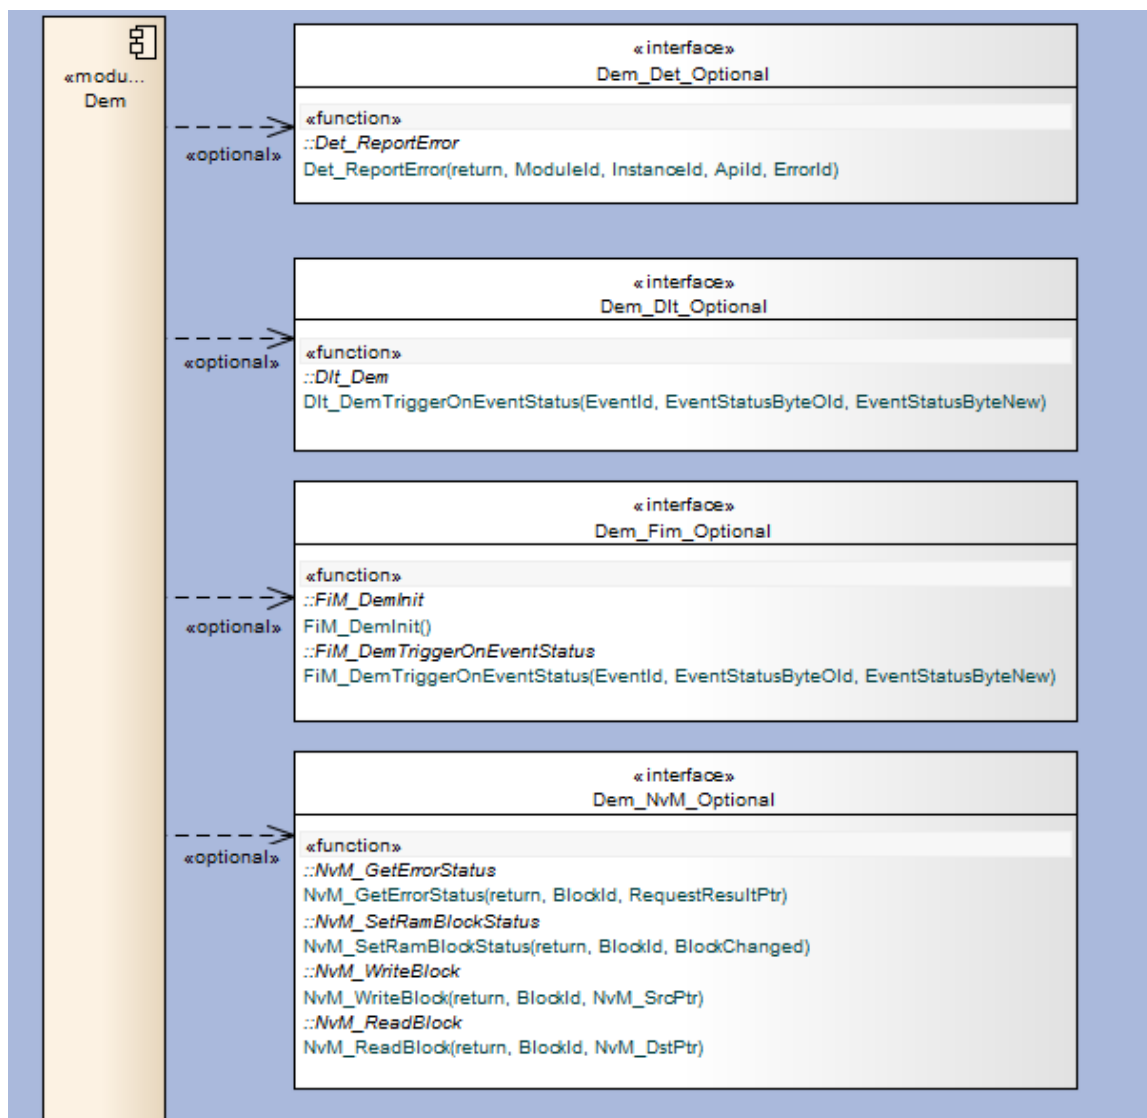 «modu...
Dem
«interface»
Dem_Det_Optional
«function»
::Det_ReportError
Det_ReportError(return, ModuleId, InstanceId, ApiId, ErrorId)
«optional»
«interface»
Dem_Dlt_Optional
«function»
::Dlt_Dem
Dlt_DemTriggerOnEventStatus(EventId, EventStatusByteOld, EventStatusByteNew)
«optional»
«interface»
Dem_Fim_Optional
«function»
::FiM_DemInit
FiM_DemInit()
::FiM_DemTriggerOnEventStatus
FiM_DemTriggerOnEventStatus(EventId, EventStatusByteOld, EventStatusByteNew)
«optional»
«interface»
Dem_NvM_Optional
«function»
::NvM_GetErrorStatus
NvM_GetErrorStatus(return, BlockId, RequestResultPtr)
::NvM_SetRamBlockStatus
NvM_SetRamBlockStatus(return, BlockId, BlockChanged)
::NvM_WriteBlock
NvM_WriteBlock(return, BlockId, NvM_SrcPtr)
::NvM_ReadBlock
NvM_ReadBlock(return, BlockId, NvM_DstPtr)
«optional»